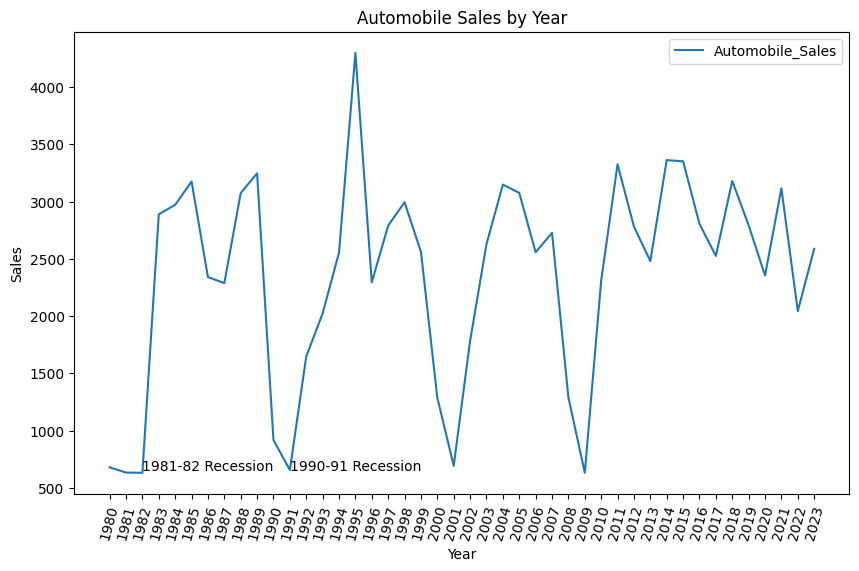 Automobile Sales by Year
Automobile_Sales
4000
3500
3000
2500
2000
1500
1000
500
Sales
1981-82 Recession 1990-91 Recession
1980 1981 1982 1983 1984 1985 1986 1987 1988 1989 1990 1991 1992 1993 1994 1995 1996 1997 1998 1999 2000 2001 2002 2003 2004 2005 2006 2007 2008 2009 2010 2011 2012 2013 2014 2015 2016 2017 2018 2019 2020 2021 2022 2023
Year